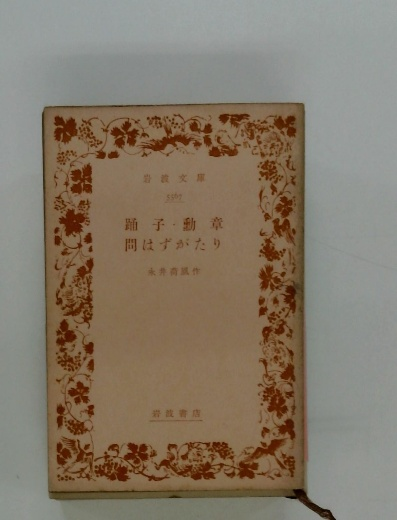 岩波文庫
踊子・勳章
問はずがたり
永井荷風作
岩波書店